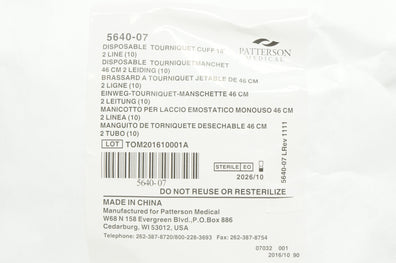 5640-07
PATTERSON
MEDICAL
DISPOSABLE TOURNIQUET CUFF 18"
2 LINE (10)
DISPOSABLE TOURNIQUETMANCHET
46 CM 2 LEIDING (10)
BRASSARD A TOURNIQUET JETABLE DE 46 CM
2 LIGNE (10)
EINWEG-TOURNIQUET-MANSCHETTE 46 CM
2 LEITUNG (10)
MANICOTTO PER LACCIO EMOSTATICO MONOUSO 46 CM
2 LINEA (10)
MANGUITO DE TORNIQUETE DESECHABLE 46 CM
2 TUBO (10)
LOT TOM201610001A
STERILE EO
2026/10
5640-07
5640-07 LRev 1111
DO NOT REUSE OR RESTERILIZE
MADE IN CHINA
Manufactured for Patterson Medical
W68 N 158 Evergreen Blvd.,P.O.Box 886
Cedarburg, WI 53012, USA
Telephone: 262-387-8720/800-228-3693 Fax: 262-387-8754
07032 001
2016/10 90